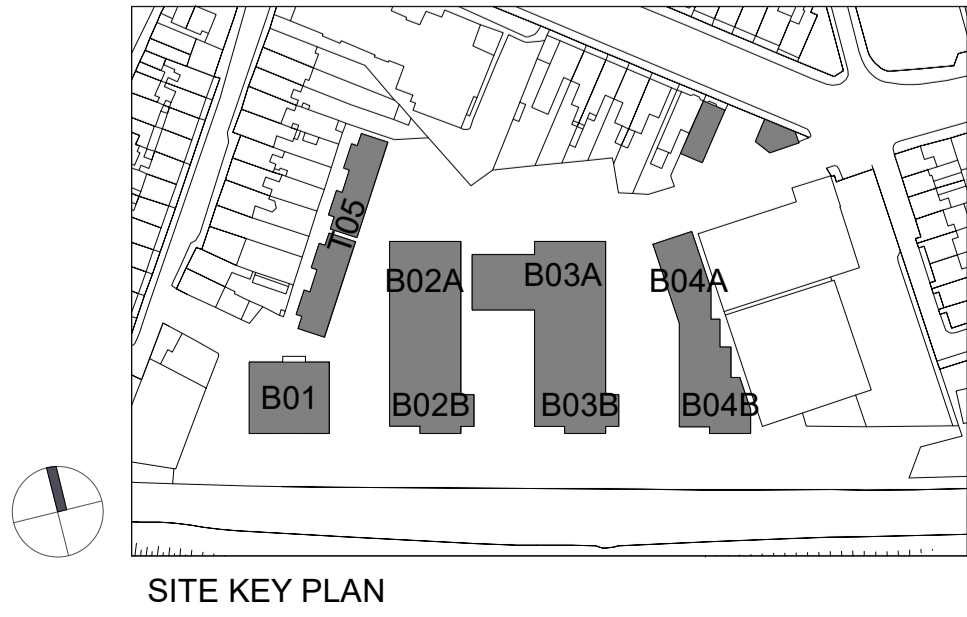 T05
B02A
B03A
B04A
B01
B02B
B03B
B04B
SITE KEY PLAN